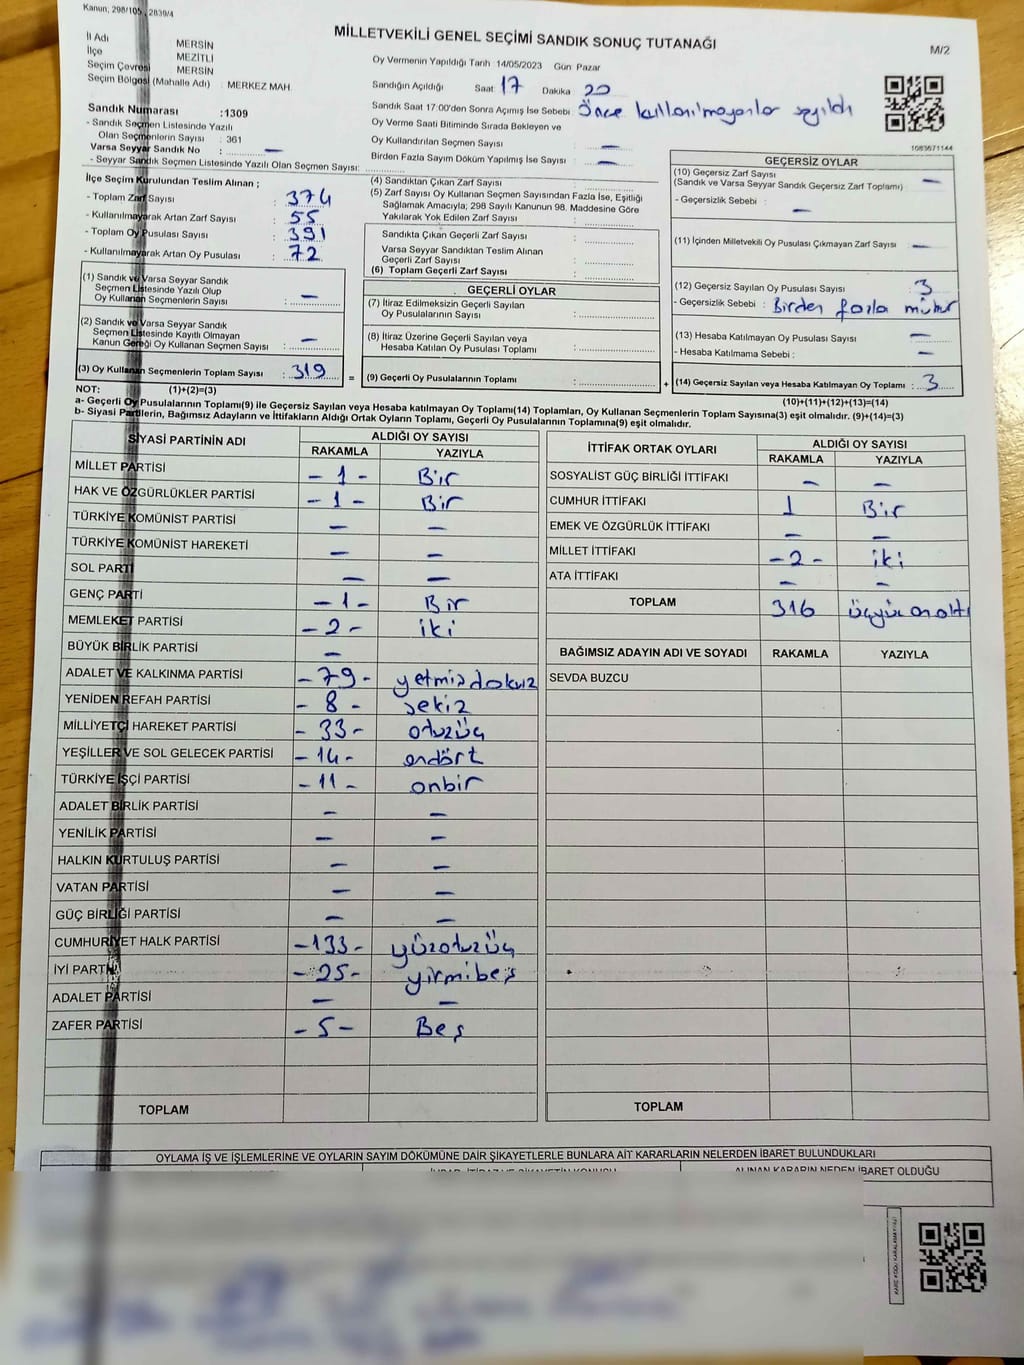 Kanun; 298/105, 2839/4
MİLLETVEKİLİ GENEL SEÇİMİ SANDIK SONUÇ TUTANAĞI
M/2
İl Adı MERSİN
İlçe MEZİTLİ
Seçim Çevresi MERSİN
Seçim Bölgesi (Mahalle Adı) : MERKEZ MAH.
Oy Vermenin Yapıldığı Tarih 14/05/2023 Gün Pazar
Sandığın Açıldığı Saat 17 Dakika 20
Sandık Saat 17:00'den Sonra Açımış İse Sebebi Önce kullanılmayanlar sayıldı
Oy Verme Saati Bitiminde Sırada Bekleyen ve
Oy Kullandırılan Seçmen Sayısı : —
Birden Fazla Sayım Döküm Yapılmış İse Sayısı : —
1083671144
Sandık Numarası :1309
- Sandık Seçmen Listesinde Yazılı
Olan Seçmenlerin Sayısı : 361
Varsa Seyyar Sandık No : —
- Seyyar Sandık Seçmen Listesinde Yazılı Olan Seçmen Sayısı:
İlçe Seçim Kurulundan Teslim Alınan ;
- Toplam Zarf Sayısı : 374
- Kullanılmayarak Artan Zarf Sayısı : 55
- Toplam Oy Pusulası Sayısı : 391
- Kullanılmayarak Artan Oy Pusulası : 72
(1) Sandık ve Varsa Seyyar Sandık
Seçmen Listesinde Yazılı Olup
Oy Kullanan Seçmenlerin Sayısı : —
(2) Sandık ve Varsa Seyyar Sandık
Seçmen Listesinde Kayıtlı Olmayan
Kanun Gereği Oy Kullanan Seçmen Sayısı : —
(3) Oy Kullanan Seçmenlerin Toplam Sayısı : 319
(4) Sandıktan Çıkan Zarf Sayısı :
(5) Zarf Sayısı Oy Kullanan Seçmen Sayısından Fazla İse, Eşitliği
Sağlamak Amacıyla; 298 Sayılı Kanunun 98. Maddesine Göre
Yakılarak Yok Edilen Zarf Sayısı :
Sandıkta Çıkan Geçerli Zarf Sayısı :
Varsa Seyyar Sandıktan Teslim Alınan
Geçerli Zarf Sayısı :
(6) Toplam Geçerli Zarf Sayısı :
GEÇERLİ OYLAR
(7) İtiraz Edilmeksizin Geçerli Sayılan
Oy Pusulalarının Sayısı :
(8) İtiraz Üzerine Geçerli Sayılan veya
Hesaba Katılan Oy Pusulası Toplamı :
= (9) Geçerli Oy Pusulalarının Toplamı :
GEÇERSİZ OYLAR
(10) Geçersiz Zarf Sayısı
(Sandık ve Varsa Seyyar Sandık Geçersiz Zarf Toplamı) : —
- Geçersizlik Sebebi : —
(11) İçinden Milletvekili Oy Pusulası Çıkmayan Zarf Sayısı : —
(12) Geçersiz Sayılan Oy Pusulası Sayısı : 3
- Geçersizlik Sebebi : Birden fazla mühür
(13) Hesaba Katılmayan Oy Pusulası Sayısı : —
- Hesaba Katılmama Sebebi : —
+ (14) Geçersiz Sayılan veya Hesaba Katılmayan Oy Toplamı : 3
NOT: (1)+(2)=(3)
(10)+(11)+(12)+(13)=(14)
a- Geçerli Oy Pusulalarının Toplamı(9) ile Geçersiz Sayılan veya Hesaba katılmayan Oy Toplamı(14) Toplamları, Oy Kullanan Seçmenlerin Toplam Sayısına(3) eşit olmalıdır. (9)+(14)=(3)
b- Siyasi Partilerin, Bağımsız Adayların ve İttifakların Aldığı Ortak Oyların Toplamı, Geçerli Oy Pusulalarının Toplamına(9) eşit olmalıdır.
SİYASİ PARTİNİN ADI ALDIĞI OY SAYISI
RAKAMLA YAZIYLA
MİLLET PARTİSİ -1- Bir
HAK VE ÖZGÜRLÜKLER PARTİSİ -1- Bir
TÜRKİYE KOMÜNİST PARTİSİ — —
TÜRKİYE KOMÜNİST HAREKETİ — —
SOL PARTİ — —
GENÇ PARTİ -1- Bir
MEMLEKET PARTİSİ -2- iki
BÜYÜK BİRLİK PARTİSİ —
ADALET VE KALKINMA PARTİSİ -79- yetmişdokuz
YENİDEN REFAH PARTİSİ -8- sekiz
MİLLİYETÇİ HAREKET PARTİSİ -33- otuzüç
YEŞİLLER VE SOL GELECEK PARTİSİ -14- ondört
TÜRKİYE İŞÇİ PARTİSİ -11- onbir
ADALET BİRLİK PARTİSİ — —
YENİLİK PARTİSİ — —
HALKIN KURTULUŞ PARTİSİ — —
VATAN PARTİSİ — —
GÜÇ BİRLİĞİ PARTİSİ — —
CUMHURİYET HALK PARTİSİ -133- yüzotuzüç
İYİ PARTİ -25- yirmibeş
ADALET PARTİSİ — —
ZAFER PARTİSİ -5- Beş
TOPLAM
İTTİFAK ORTAK OYLARI ALDIĞI OY SAYISI
RAKAMLA YAZIYLA
SOSYALİST GÜÇ BİRLİĞİ İTTİFAKI — —
CUMHUR İTTİFAKI 1 Bir
EMEK VE ÖZGÜRLÜK İTTİFAKI — —
MİLLET İTTİFAKI -2- iki
ATA İTTİFAKI — —
TOPLAM 316 üçyüzonaltı
BAĞIMSIZ ADAYIN ADI VE SOYADI RAKAMLA YAZIYLA
SEVDA BUZCU
TOPLAM
OYLAMA İŞ VE İŞLEMLERİNE VE OYLARIN SAYIM DÖKÜMÜNE DAİR ŞİKAYETLERLE BUNLARA AİT KARARLARIN NELERDEN İBARET BULUNDUKLARI
ALINAN KARARIN NEDEN İBARET OLDUĞU